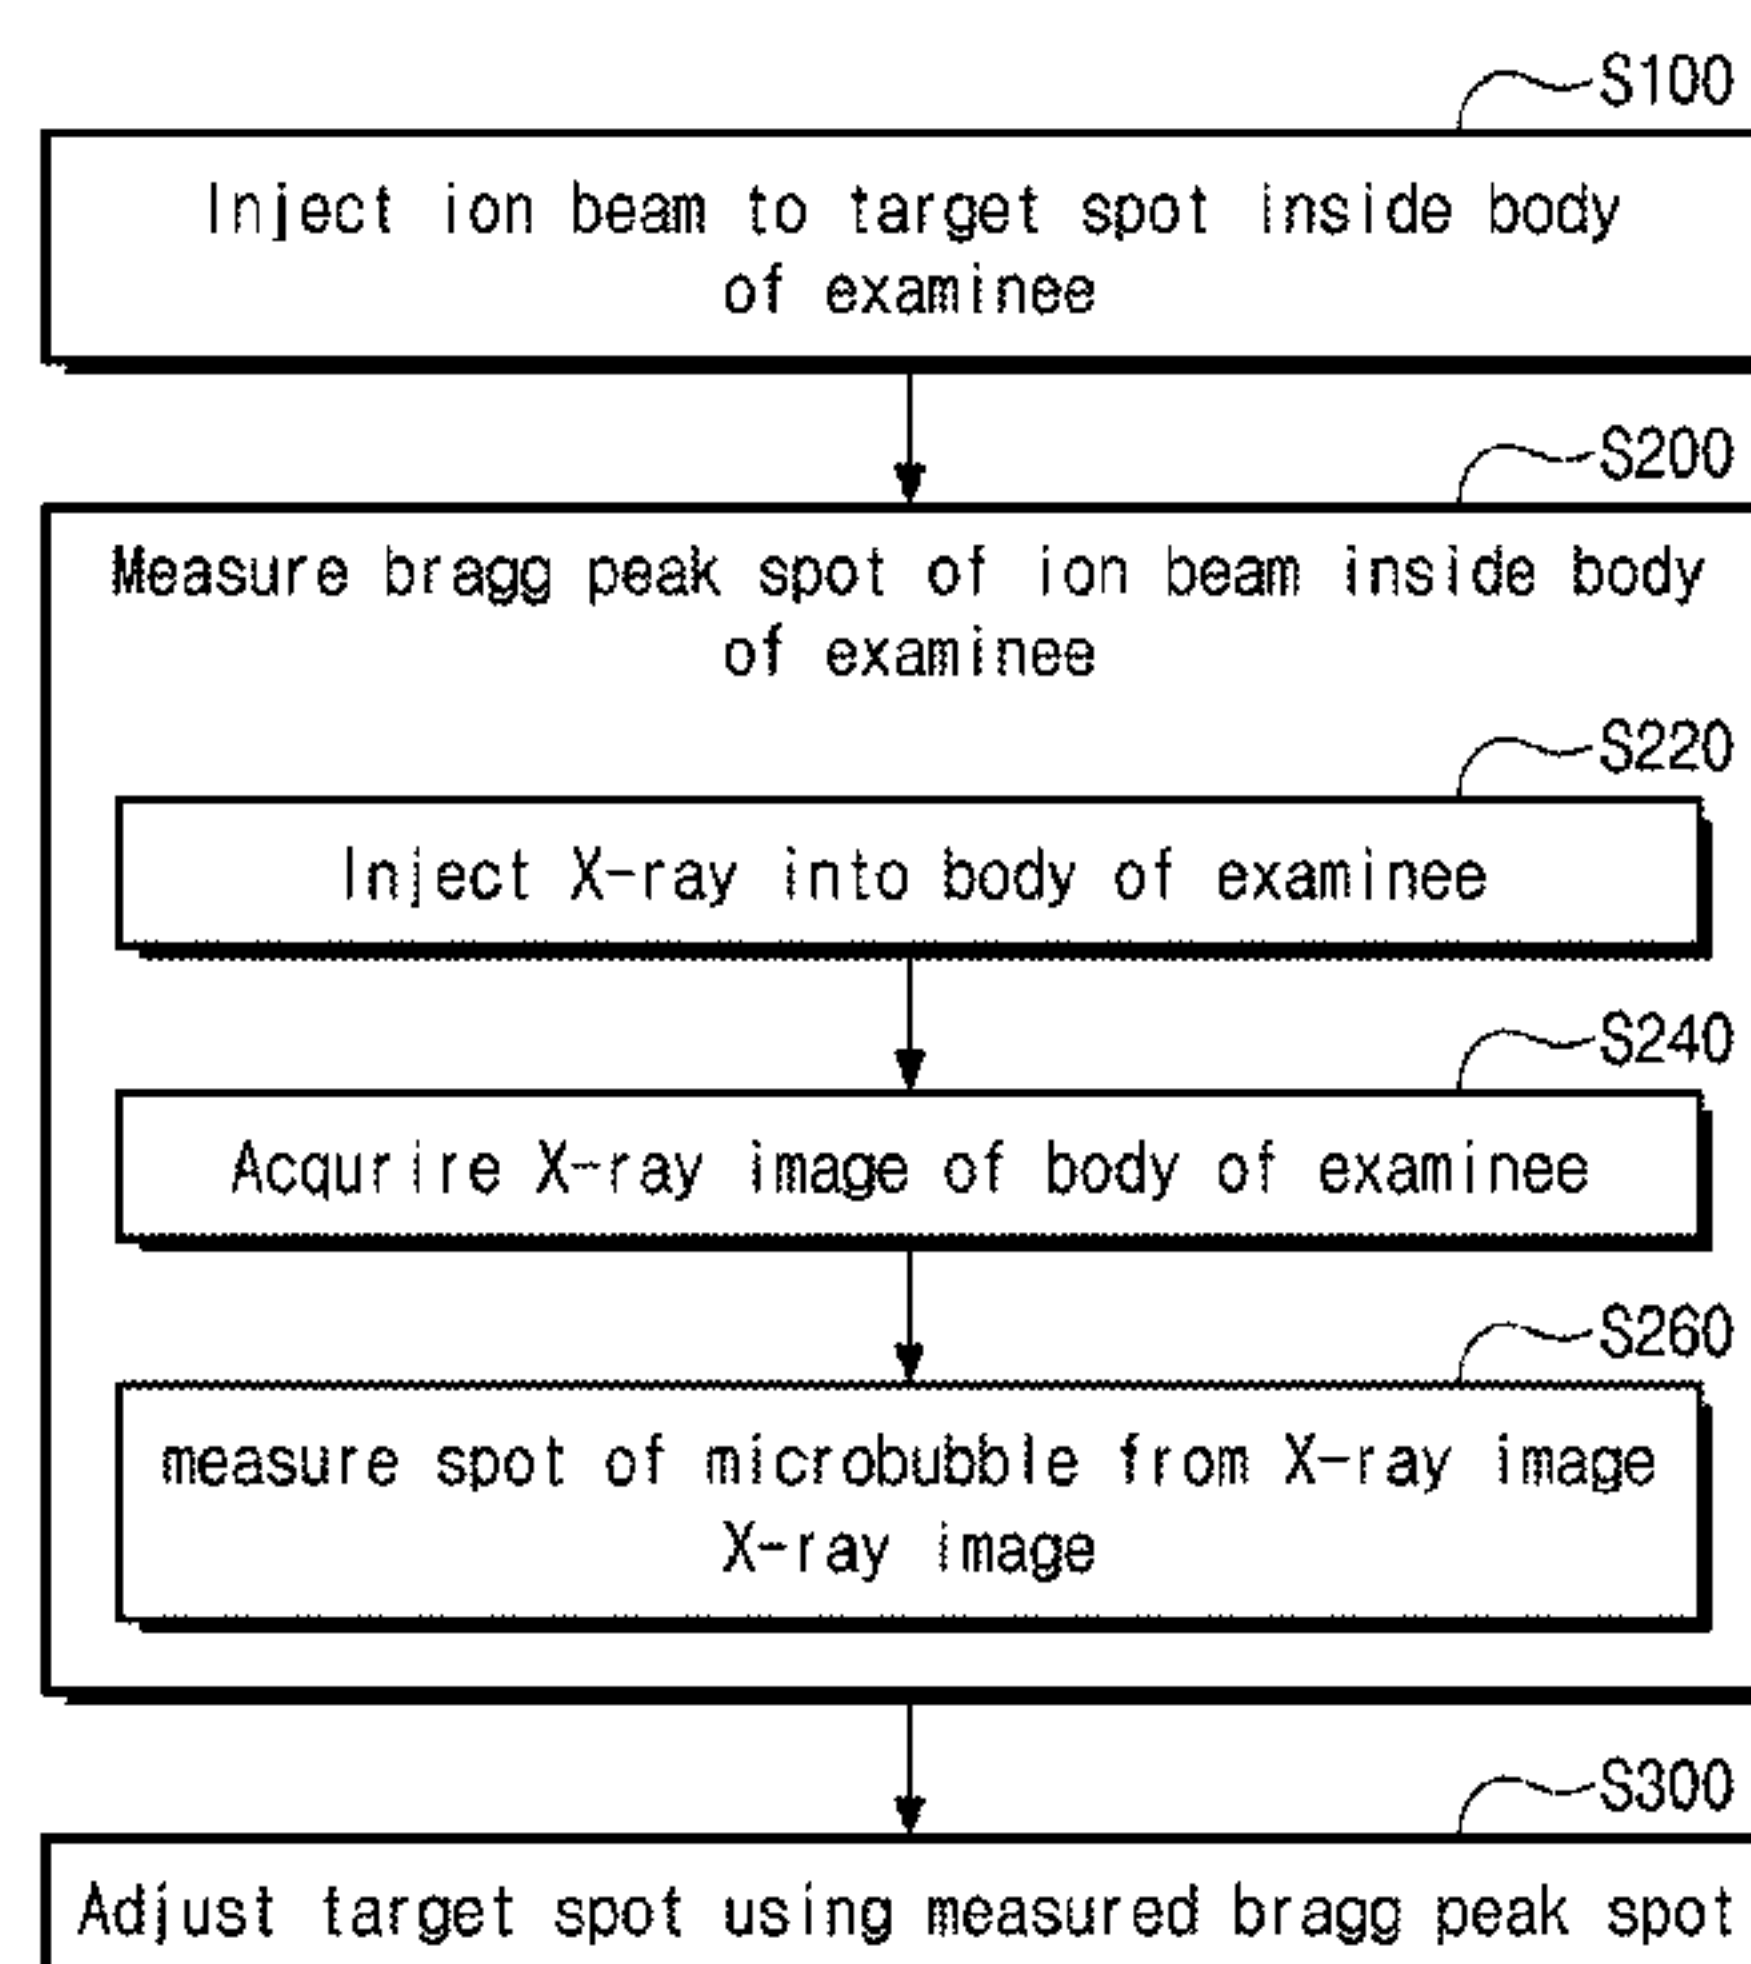 S100
Inject ion beam to target spot inside body
of examinee
S200
Measure bragg peak spot of ion beam inside body
of examinee
S220
Inject X-ray into body of examinee
S240
Acqurire X-ray image of body of examinee
S260
measure spot of microbubble from X-ray image
X-ray image
S300
Adjust target spot using measured bragg peak spot